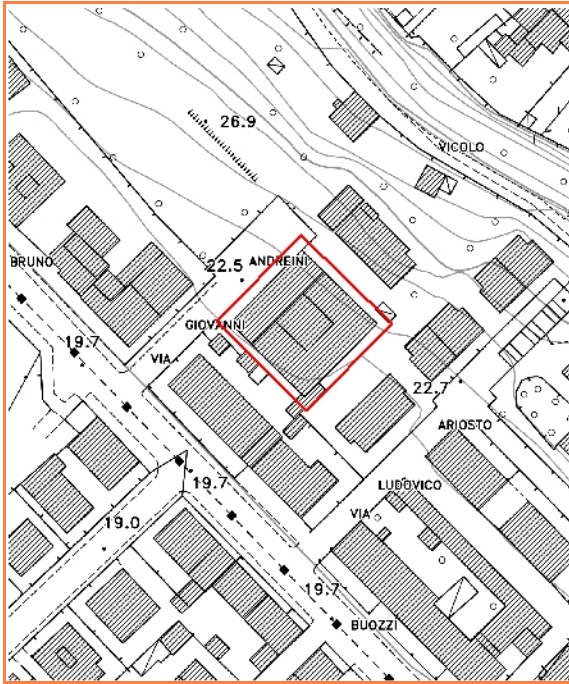 26.9
VICOLO
ANDREINI
22.5
BRUNO
GIOVANNI
19.7
VIA
22.7
ARIOSTO
LUDOVICO
19.7
VIA
19.0
19.7
BUOZZI